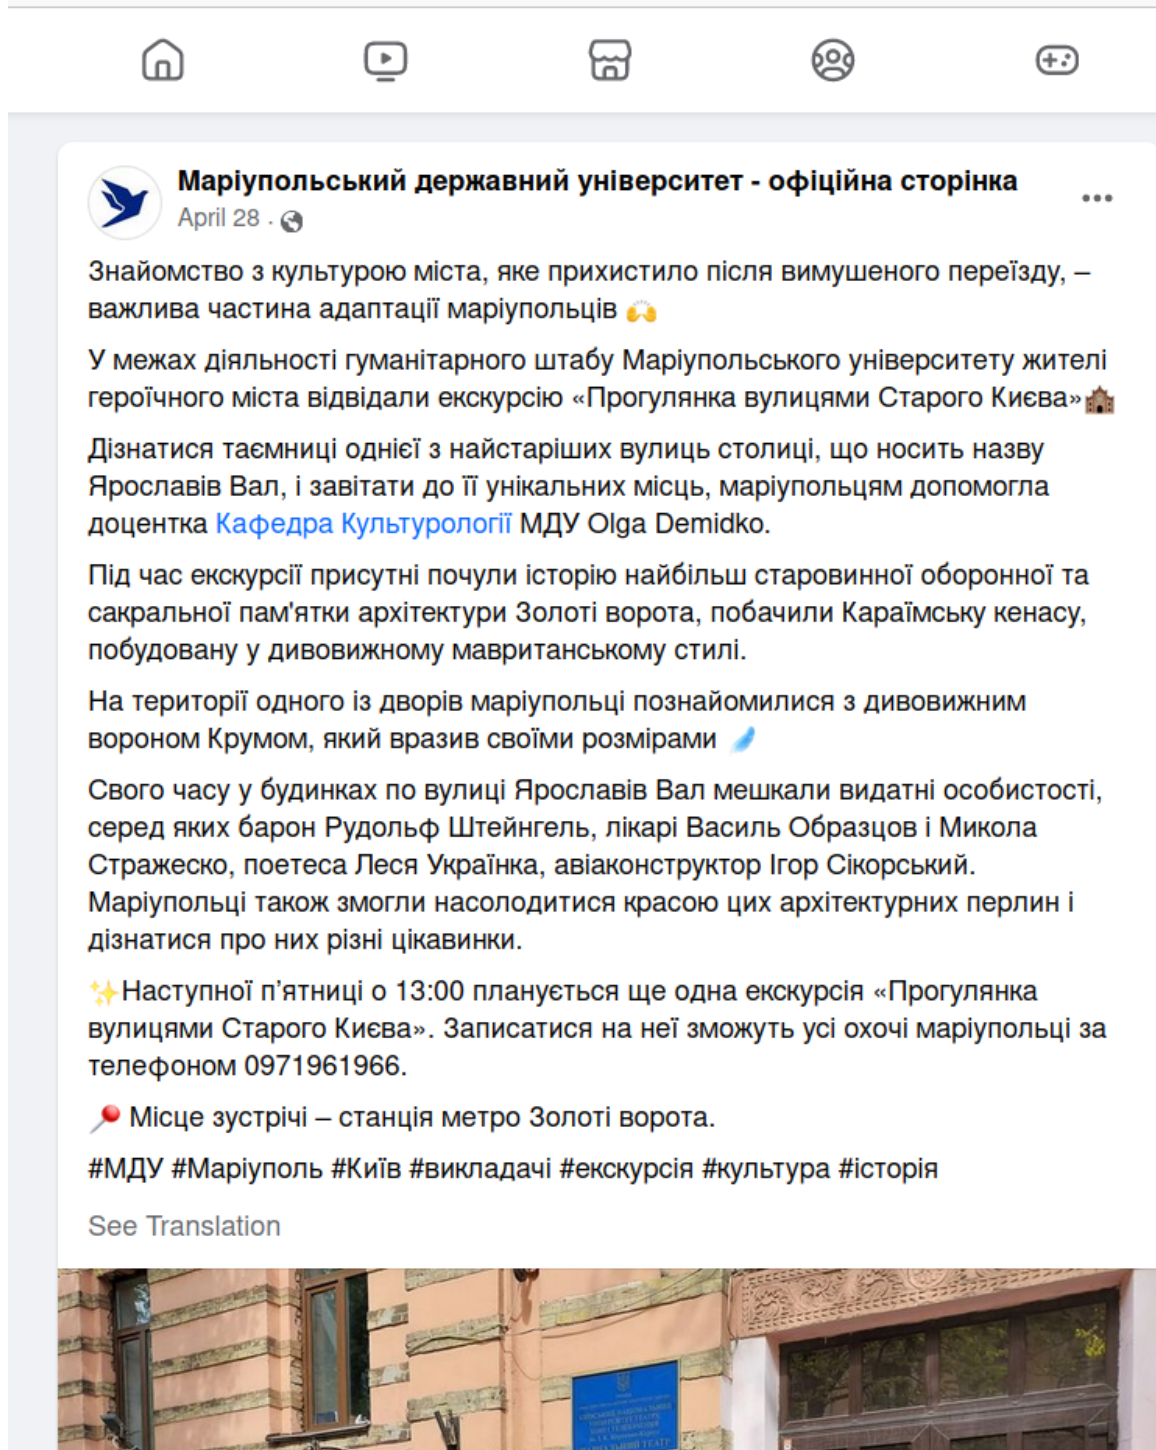 Маріупольський державний університет - офіційна сторінка
April 28 ·
Знайомство з культурою міста, яке прихистило після вимушеного переїзду, –
важлива частина адаптації маріупольців 🙌
У межах діяльності гуманітарного штабу Маріупольського університету жителі
героїчного міста відвідали екскурсію «Прогулянка вулицями Старого Києва»🕌
Дізнатися таємниці однієї з найстаріших вулиць столиці, що носить назву
Ярославів Вал, і завітати до її унікальних місць, маріупольцям допомогла
доцентка Кафедра Культурології МДУ Olga Demidko.
Під час екскурсії присутні почули історію найбільш старовинної оборонної та
сакральної пам'ятки архітектури Золоті ворота, побачили Караїмську кенасу,
побудовану у дивовижному мавританському стилі.
На території одного із дворів маріупольці познайомилися з дивовижним
вороном Крумом, який вразив своїми розмірами 🪶
Свого часу у будинках по вулиці Ярославів Вал мешкали видатні особистості,
серед яких барон Рудольф Штейнгель, лікарі Василь Образцов і Микола
Стражеско, поетеса Леся Українка, авіаконструктор Ігор Сікорський.
Маріупольці також змогли насолодитися красою цих архітектурних перлин і
дізнатися про них різні цікавинки.
✨Наступної п’ятниці о 13:00 планується ще одна екскурсія «Прогулянка
вулицями Старого Києва». Записатися на неї зможуть усі охочі маріупольці за
телефоном 0971961966.
📍 Місце зустрічі – станція метро Золоті ворота.
#МДУ #Маріуполь #Київ #викладачі #екскурсія #культура #історія
See Translation